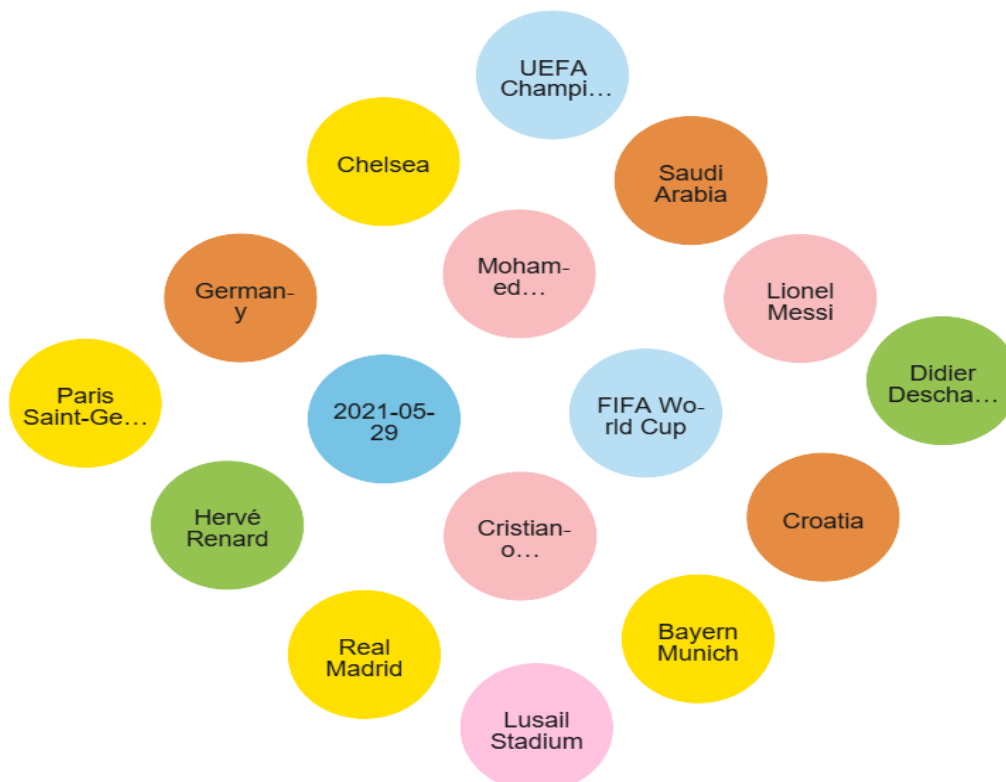 UEFA
Champi…
Chelsea
Saudi
Arabia
Moham-
ed…
Lionel
Messi
German-
y
Didier
Descha…
Paris
Saint-Ge…
2021-05-
29
FIFA Wo-
rld Cup
Hervé
Renard
Cristian-
o…
Croatia
Real
Madrid
Bayern
Munich
Lusail
Stadium